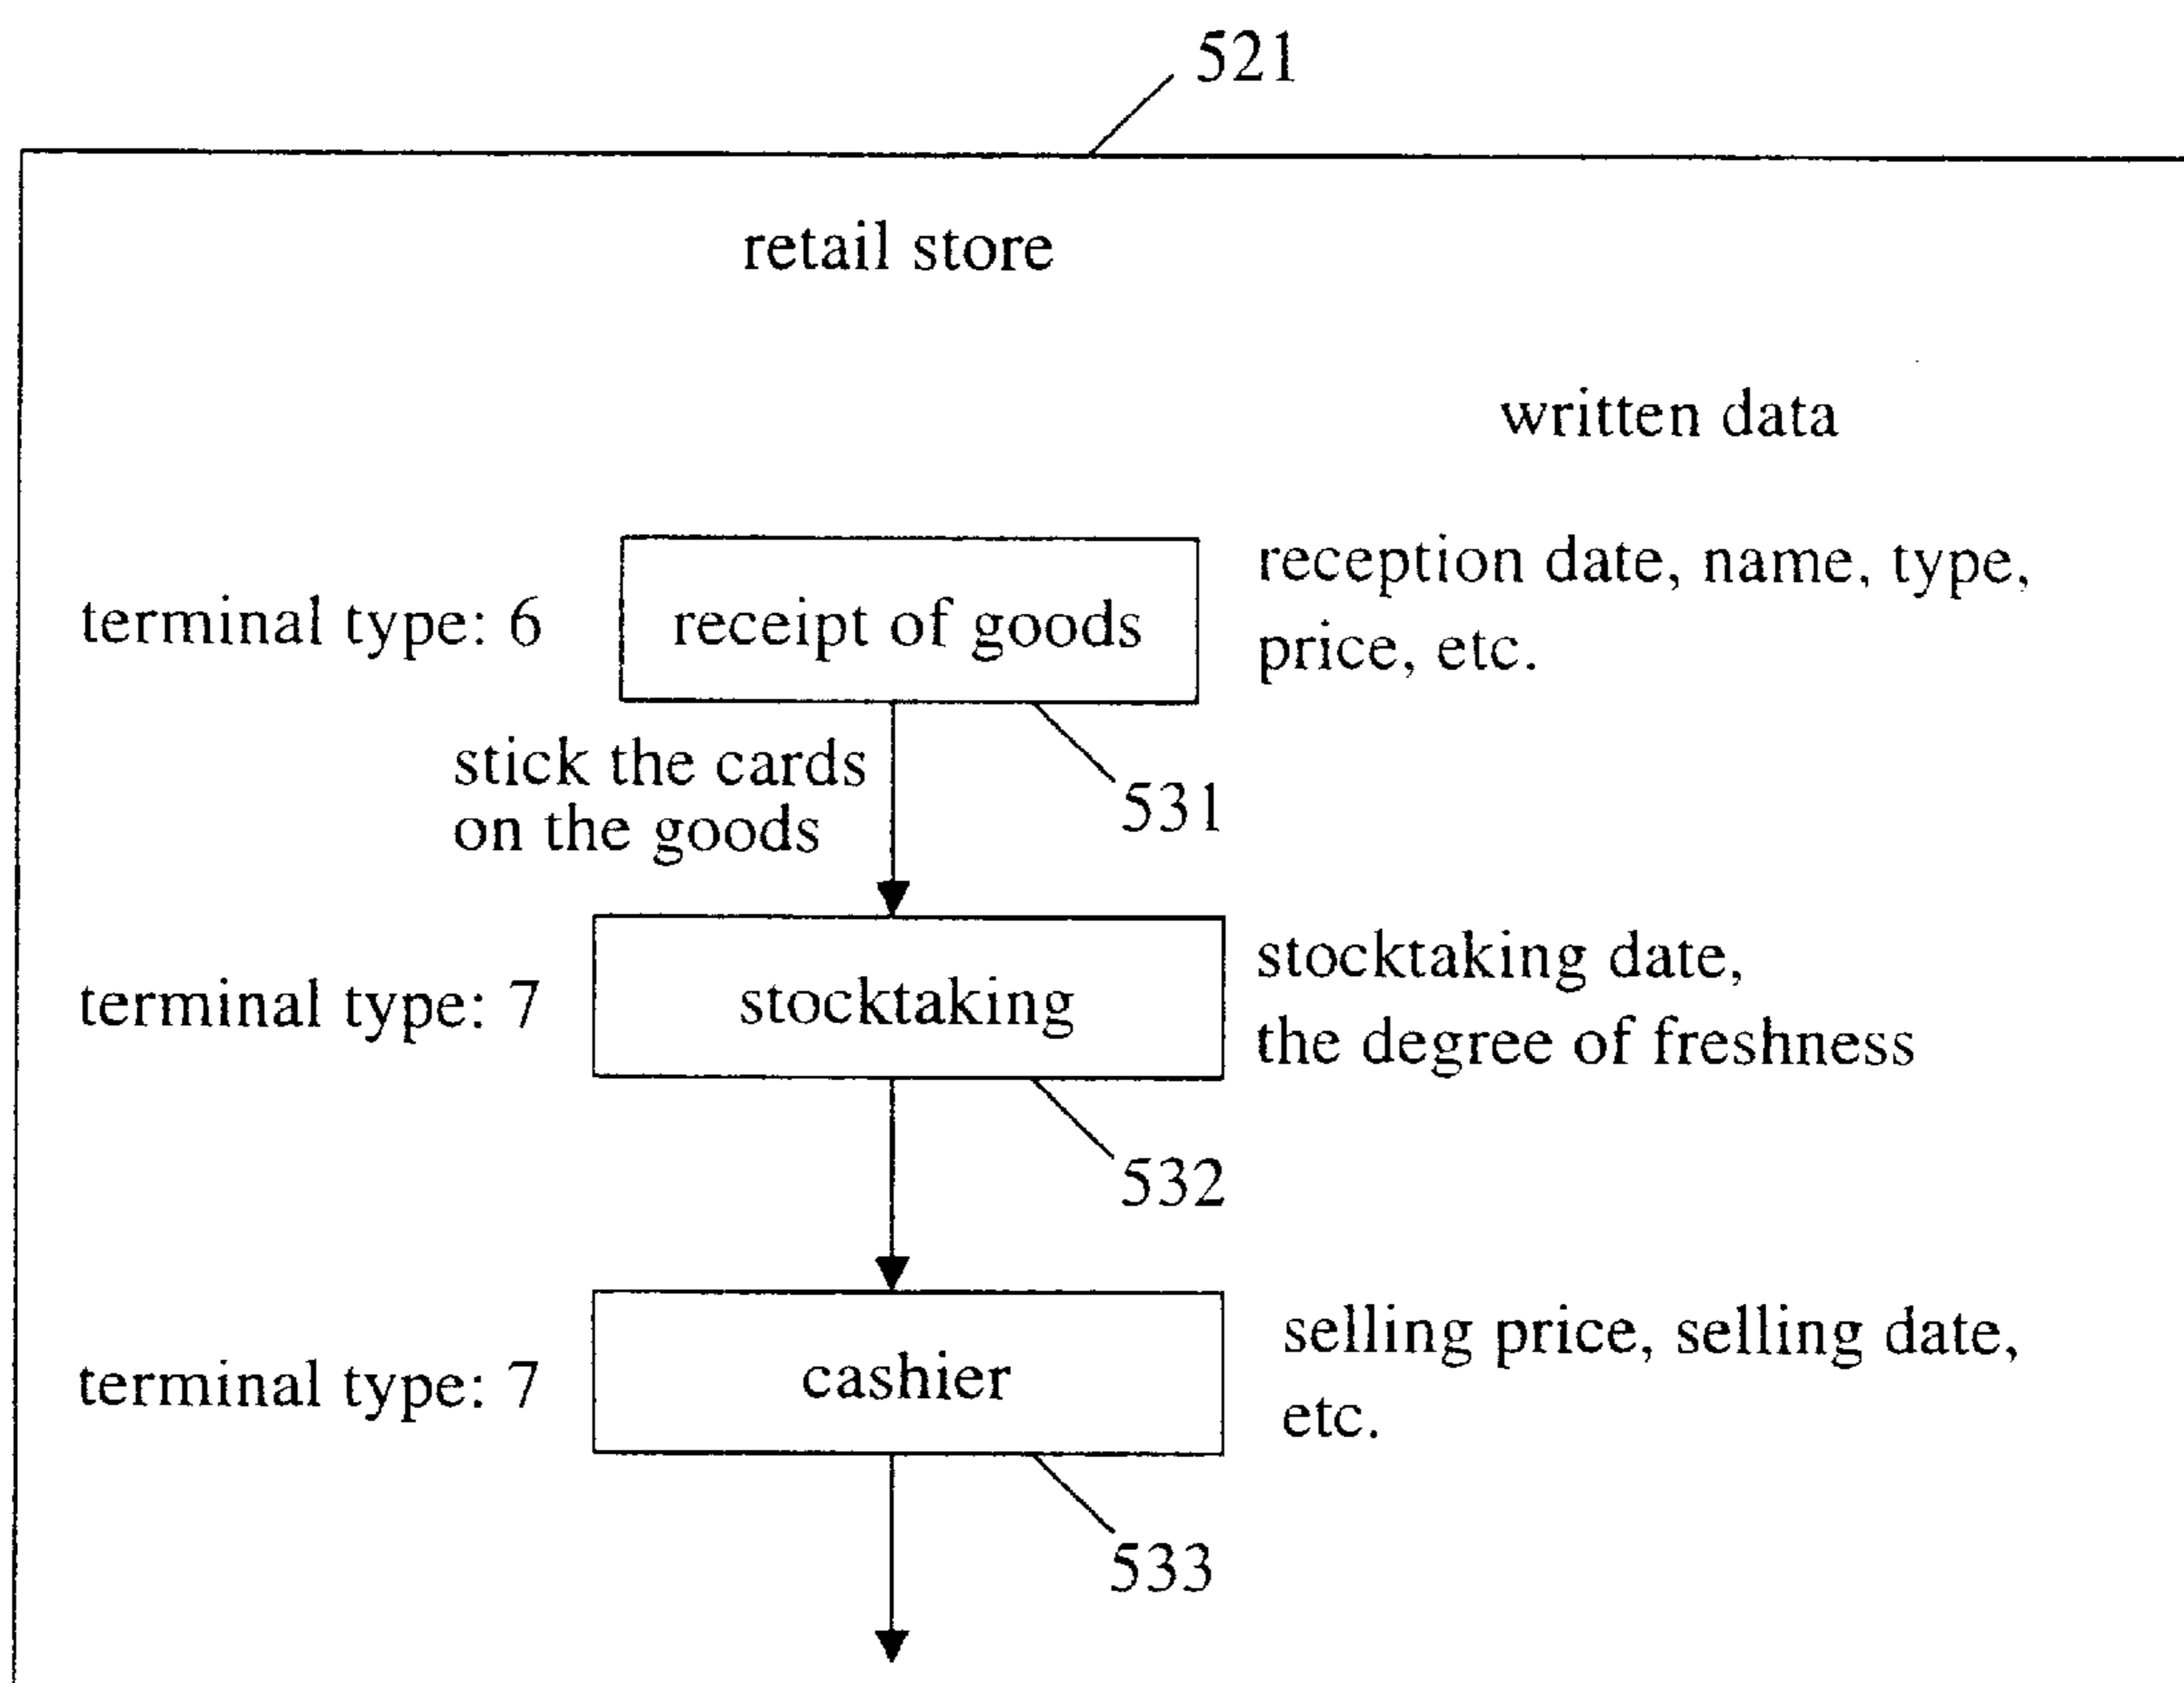 521
retail store
written data
terminal type: 6
receipt of goods
reception date, name, type,
price, etc.
stick the cards
on the goods
531
terminal type: 7
stocktaking
stocktaking date,
the degree of freshness
532
terminal type: 7
cashier
selling price, selling date,
etc.
533